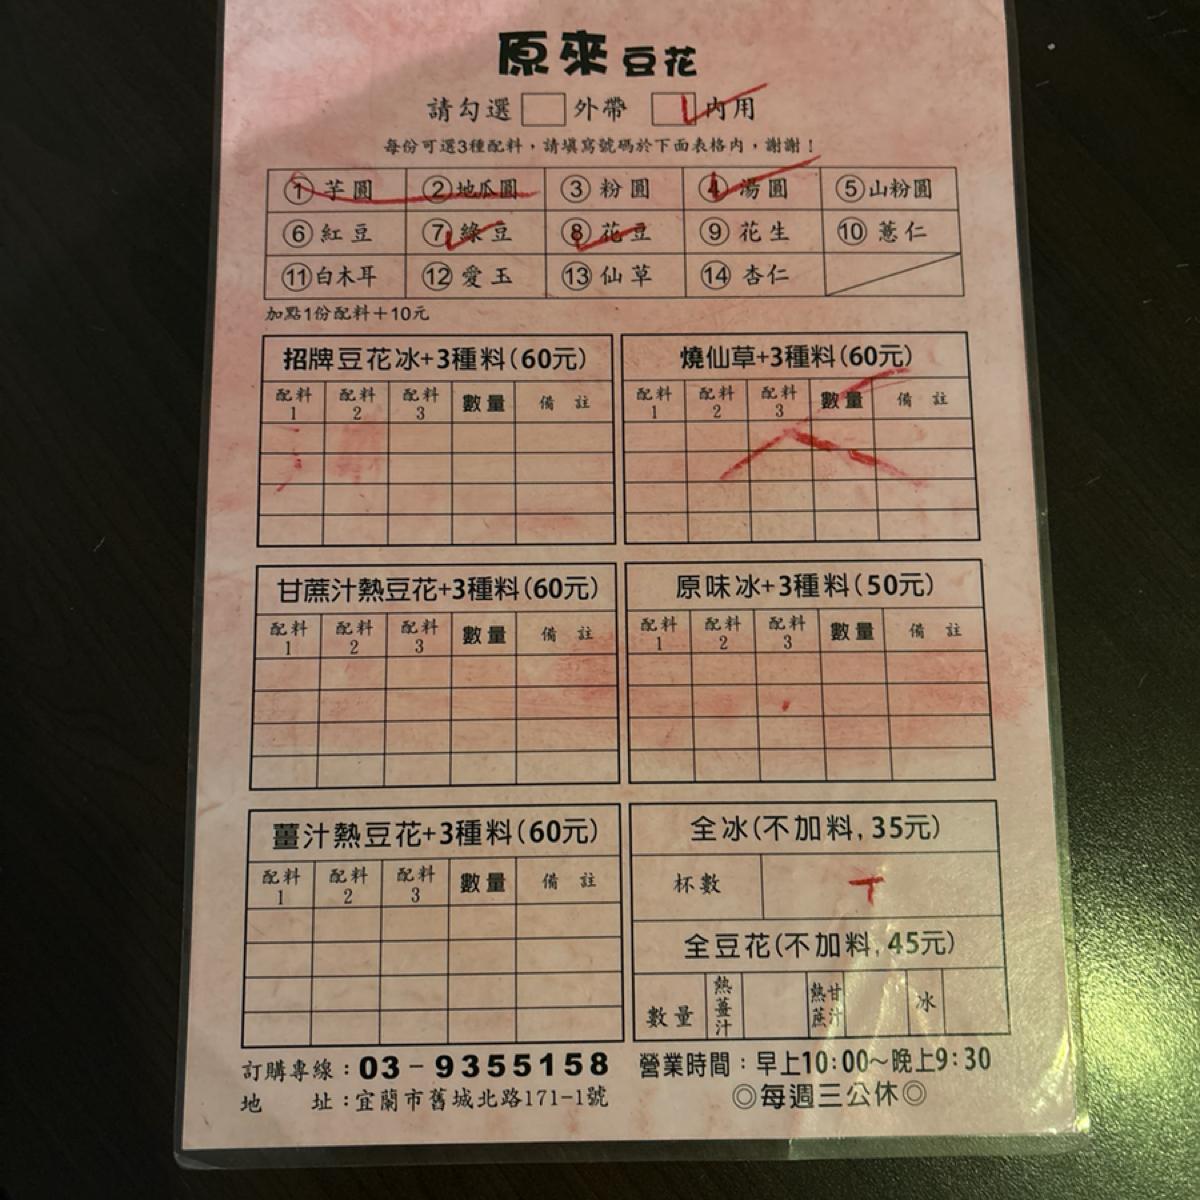 原來豆花
請勾選 外帶 內用
每份可選3種配料，請填寫號碼於下面表格內，謝謝！
①芋圓 ②地瓜圓 ③粉圓 ④湯圓 ⑤山粉圓
⑥紅豆 ⑦綠豆 ⑧花豆 ⑨花生 ⑩薏仁
⑪白木耳 ⑫愛玉 ⑬仙草 ⑭杏仁
加點1份配料＋10元
招牌豆花冰+3種料(60元)
配料1 配料2 配料3 數量 備註
燒仙草+3種料(60元)
配料1 配料2 配料3 數量 備註
甘蔗汁熱豆花+3種料(60元)
配料1 配料2 配料3 數量 備註
原味冰+3種料(50元)
配料1 配料2 配料3 數量 備註
薑汁熱豆花+3種料(60元)
配料1 配料2 配料3 數量 備註
全冰(不加料,35元)
杯數
全豆花(不加料,45元)
數量 熱薑汁 熱甘蔗汁 冰
訂購專線：03-9355158
地址：宜蘭市舊城北路171-1號
營業時間：早上10:00～晚上9:30
◎每週三公休◎